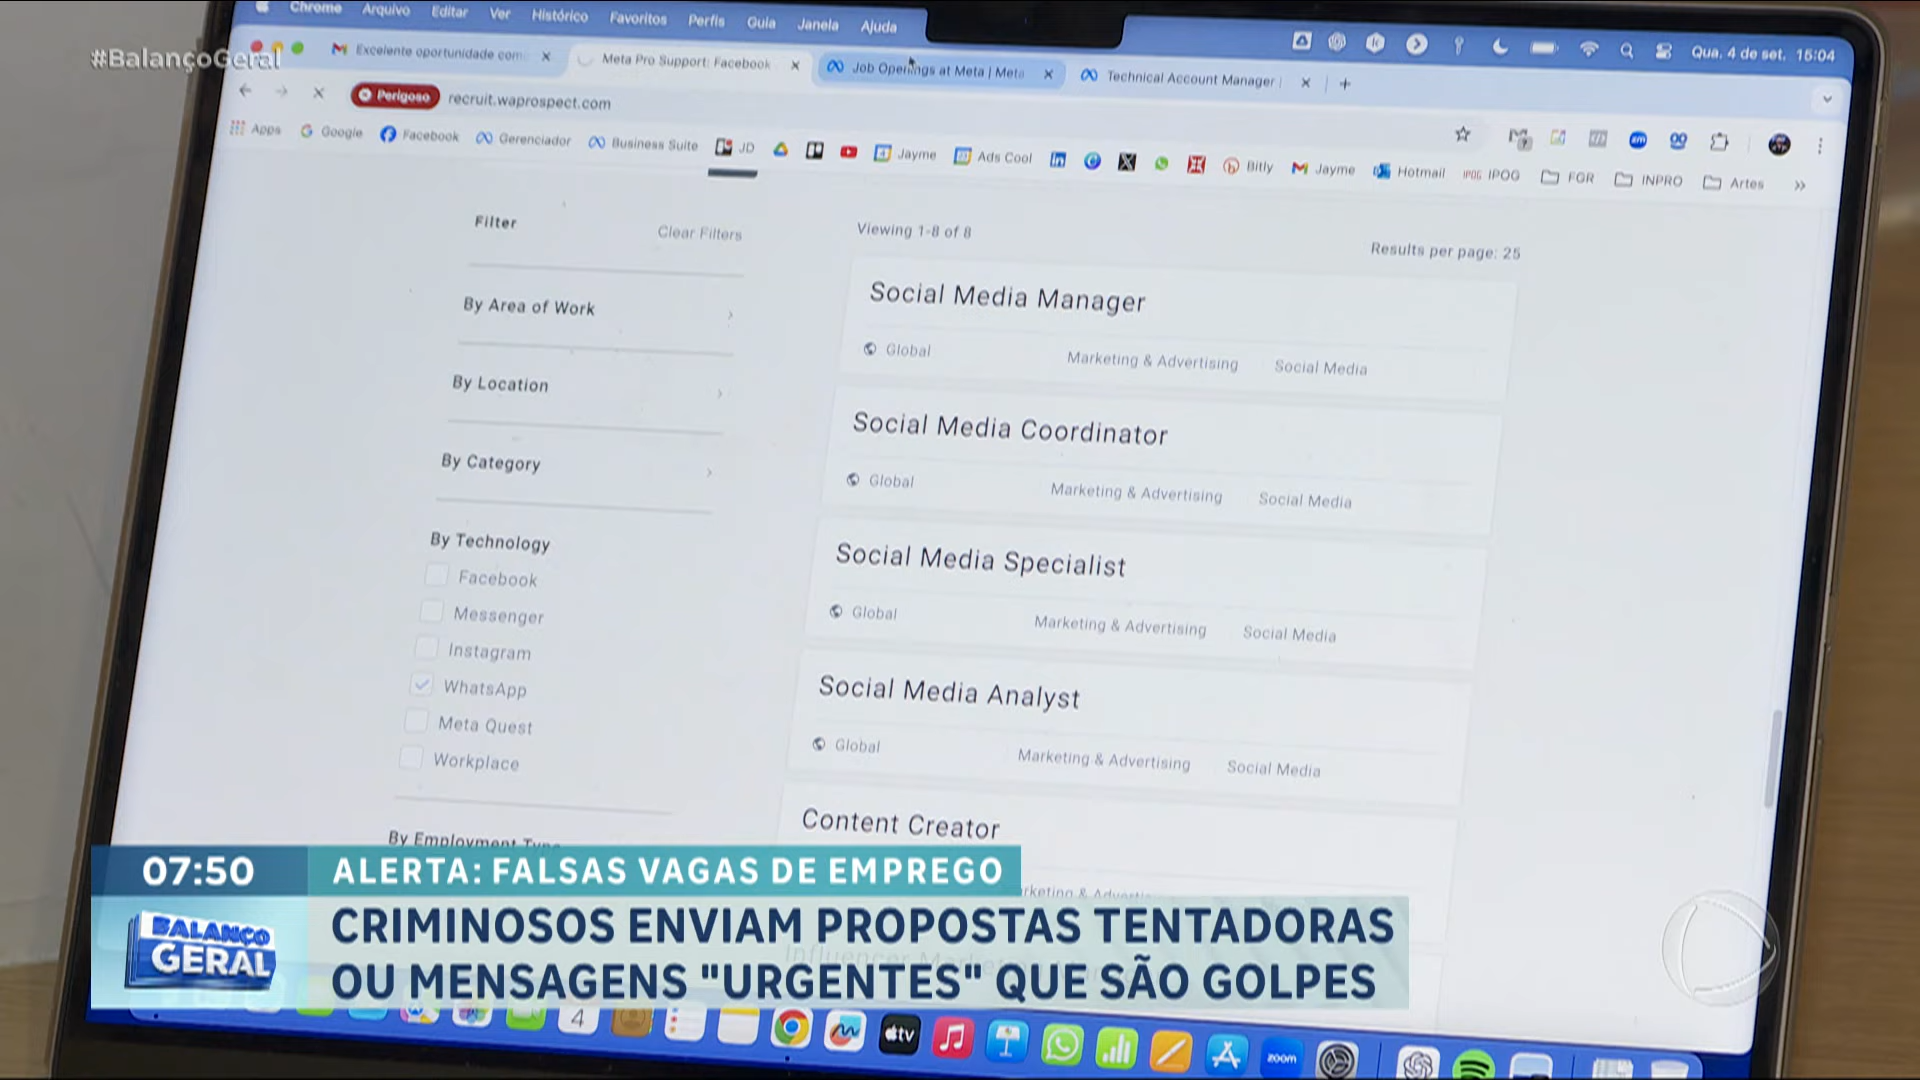 Chrome Arquivo Editar Ver Histórico Favoritos Perfis Guia Janela Ajuda
Qua. 4 de set. 15:04
#BalançoGeral
Excelente oportunidade com
Meta Pro Support: Facebook
Job Openings at Meta | Meta
Technical Account Manager |
Perigoso
recruit.waprospect.com
Apps Google Facebook Gerenciador Business Suite JD Jayme Ads Cool Bitly Jayme Hotmail IPOG IPOG FGR INPRO Artes
Filter
Clear Filters
By Area of Work
By Location
By Category
By Technology
Facebook
Messenger
Instagram
WhatsApp
Meta Quest
Workplace
By Employment Type
Viewing 1-8 of 8
Results per page: 25
Social Media Manager
Global Marketing & Advertising Social Media
Social Media Coordinator
Global Marketing & Advertising Social Media
Social Media Specialist
Global Marketing & Advertising Social Media
Social Media Analyst
Global Marketing & Advertising Social Media
Content Creator
07:50
ALERTA: FALSAS VAGAS DE EMPREGO
BALANÇO GERAL
CRIMINOSOS ENVIAM PROPOSTAS TENTADORAS
OU MENSAGENS "URGENTES" QUE SÃO GOLPES
4
tv
zoom